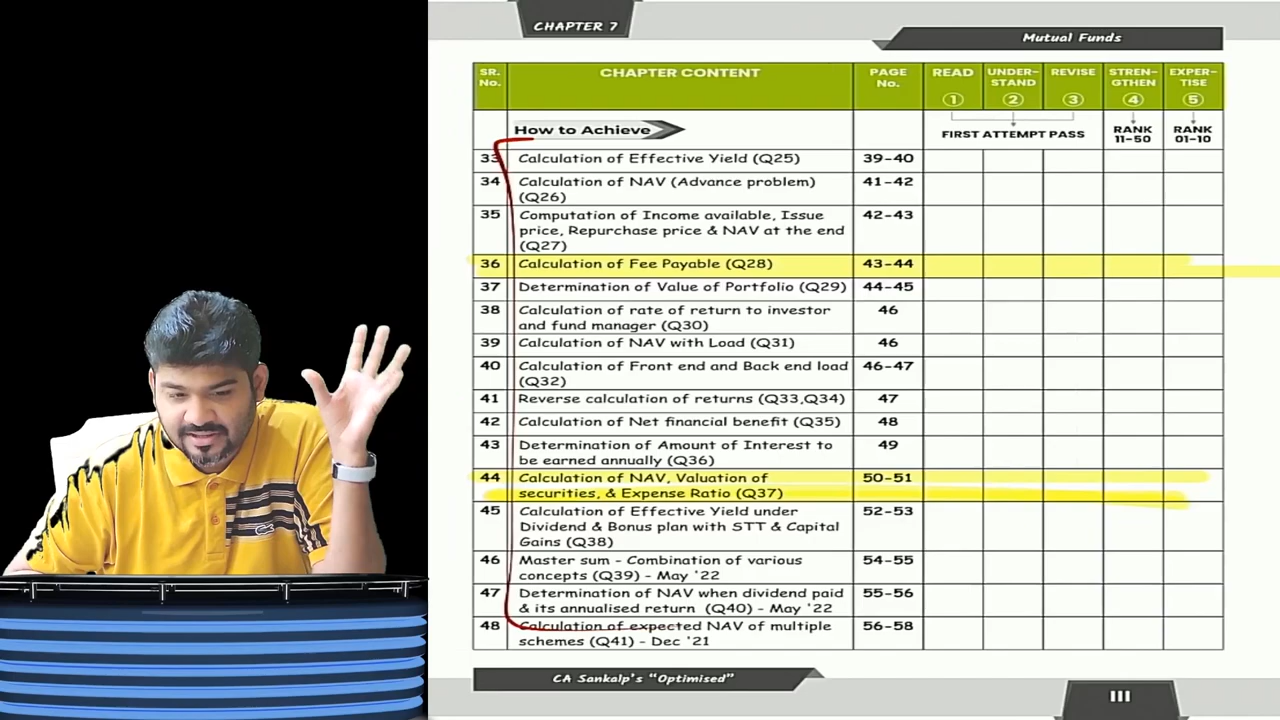 CHAPTER 7
Mutual Funds
SR. No. CHAPTER CONTENT PAGE No. READ ① UNDER-STAND ② REVISE ③ STREN-GTHEN ④ EXPER-TISE ⑤
How to Achieve FIRST ATTEMPT PASS RANK 11-50 RANK 01-10
33 Calculation of Effective Yield (Q25) 39-40
34 Calculation of NAV (Advance problem) 41-42
(Q26)
35 Computation of Income available, Issue 42-43
price, Repurchase price & NAV at the end
(Q27)
36 Calculation of Fee Payable (Q28) 43-44
37 Determination of Value of Portfolio (Q29) 44-45
38 Calculation of rate of return to investor 46
and fund manager (Q30)
39 Calculation of NAV with Load (Q31) 46
40 Calculation of Front end and Back end load 46-47
(Q32)
41 Reverse calculation of returns (Q33,Q34) 47
42 Calculation of Net financial benefit (Q35) 48
43 Determination of Amount of Interest to 49
be earned annually (Q36)
44 Calculation of NAV, Valuation of 50-51
securities, & Expense Ratio (Q37)
45 Calculation of Effective Yield under 52-53
Dividend & Bonus plan with STT & Capital
Gains (Q38)
46 Master sum - Combination of various 54-55
concepts (Q39) - May '22
47 Determination of NAV when dividend paid 55-56
& its annualised return (Q40) - May '22
48 Calculation of expected NAV of multiple 56-58
schemes (Q41) - Dec '21
CA Sankalp's "Optimised"
III